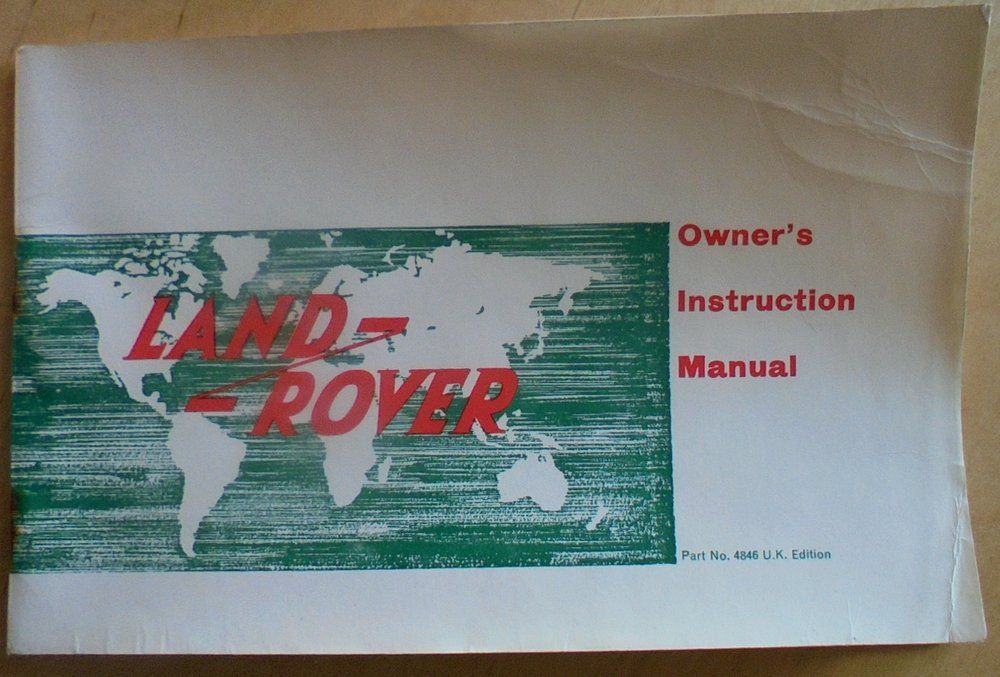 LAND-
-ROVER
Owner's
Instruction
Manual
Part No. 4846 U.K. Edition